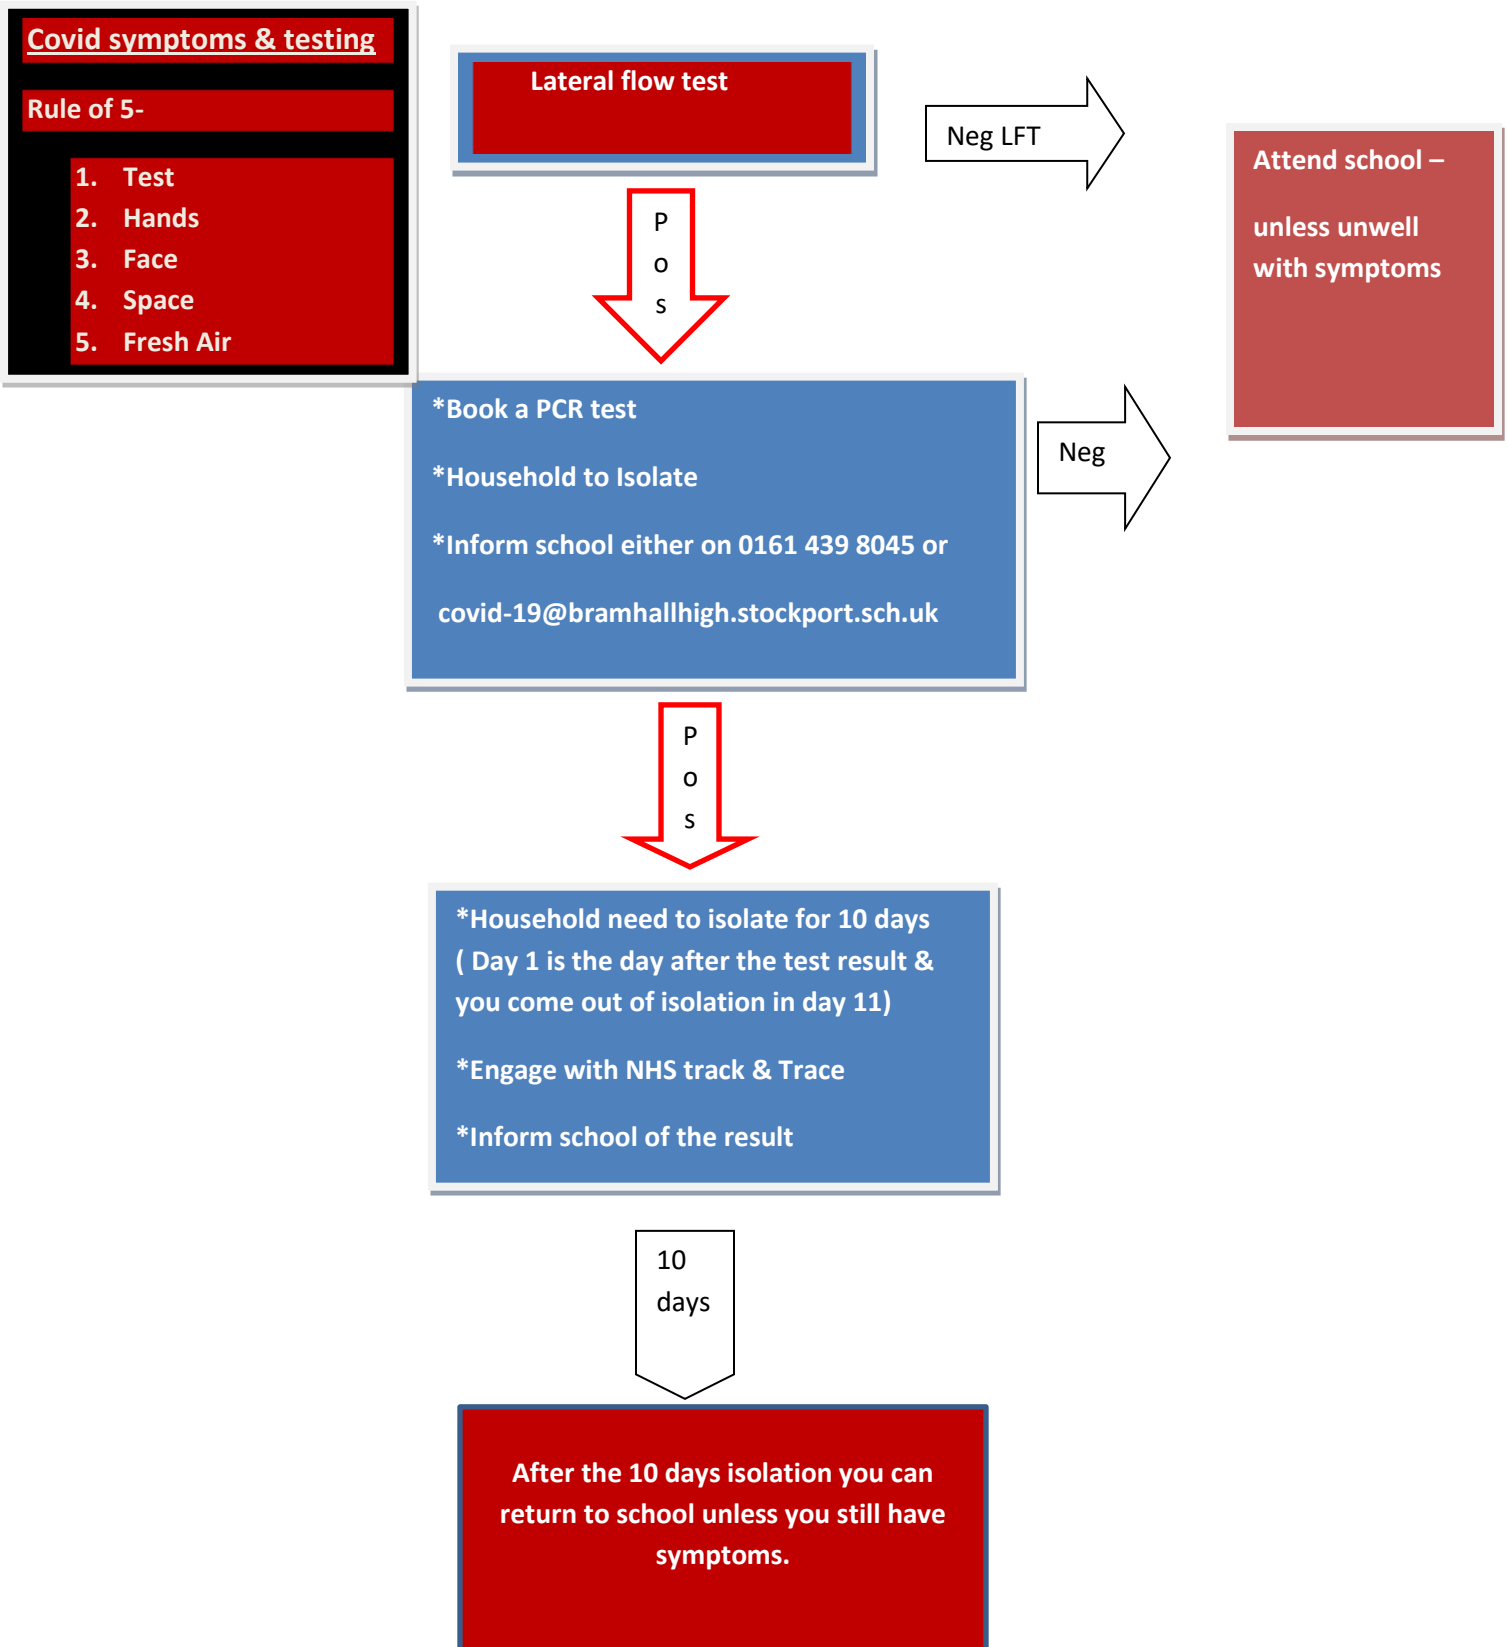 Covid symptoms & testing
Rule of 5-
1. Test
2. Hands
3. Face
4. Space
5. Fresh Air
Lateral flow test
Neg LFT
Attend school –
unless unwell
with symptoms
P
o
s
*Book a PCR test
*Household to Isolate
*Inform school either on 0161 439 8045 or
covid-19@bramhallhigh.stockport.sch.uk
Neg
P
o
s
*Household need to isolate for 10 days
( Day 1 is the day after the test result &
you come out of isolation in day 11)
*Engage with NHS track & Trace
*Inform school of the result
10
days
After the 10 days isolation you can
return to school unless you still have
symptoms.